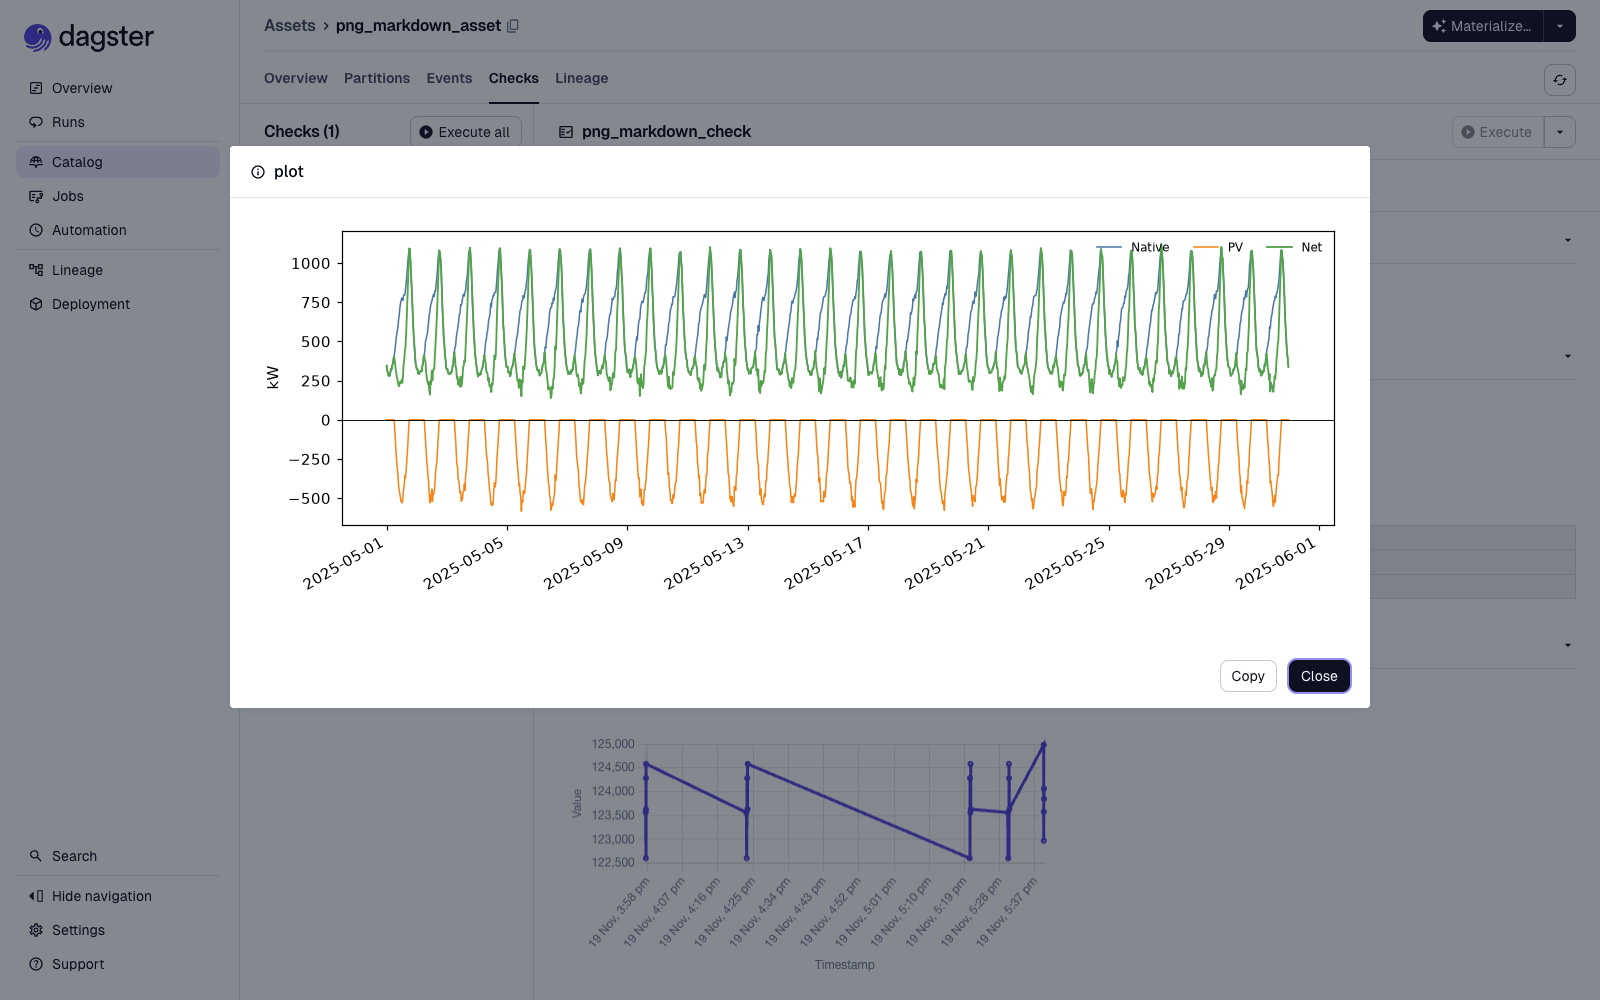 dagster
Overview
Runs
Catalog
Jobs
Automation
Lineage
Deployment
Search
Hide navigation
Settings
Support
Assets › png_markdown_asset
Materialize...
Overview Partitions Events Checks Lineage
Checks (1)
Execute all
png_markdown_check
Execute
plot
Native PV Net
kW
1000
750
500
250
0
−250
−500
2025-05-01
2025-05-05
2025-05-09
2025-05-13
2025-05-17
2025-05-21
2025-05-25
2025-05-29
2025-06-01
Copy
Close
Value
125,000
124,500
124,000
123,500
123,000
122,500
19 Nov, 3:58 pm
19 Nov, 4:07 pm
19 Nov, 4:16 pm
19 Nov, 4:25 pm
19 Nov, 4:34 pm
19 Nov, 4:43 pm
19 Nov, 4:52 pm
19 Nov, 5:01 pm
19 Nov, 5:10 pm
19 Nov, 5:19 pm
19 Nov, 5:28 pm
19 Nov, 5:37 pm
Timestamp